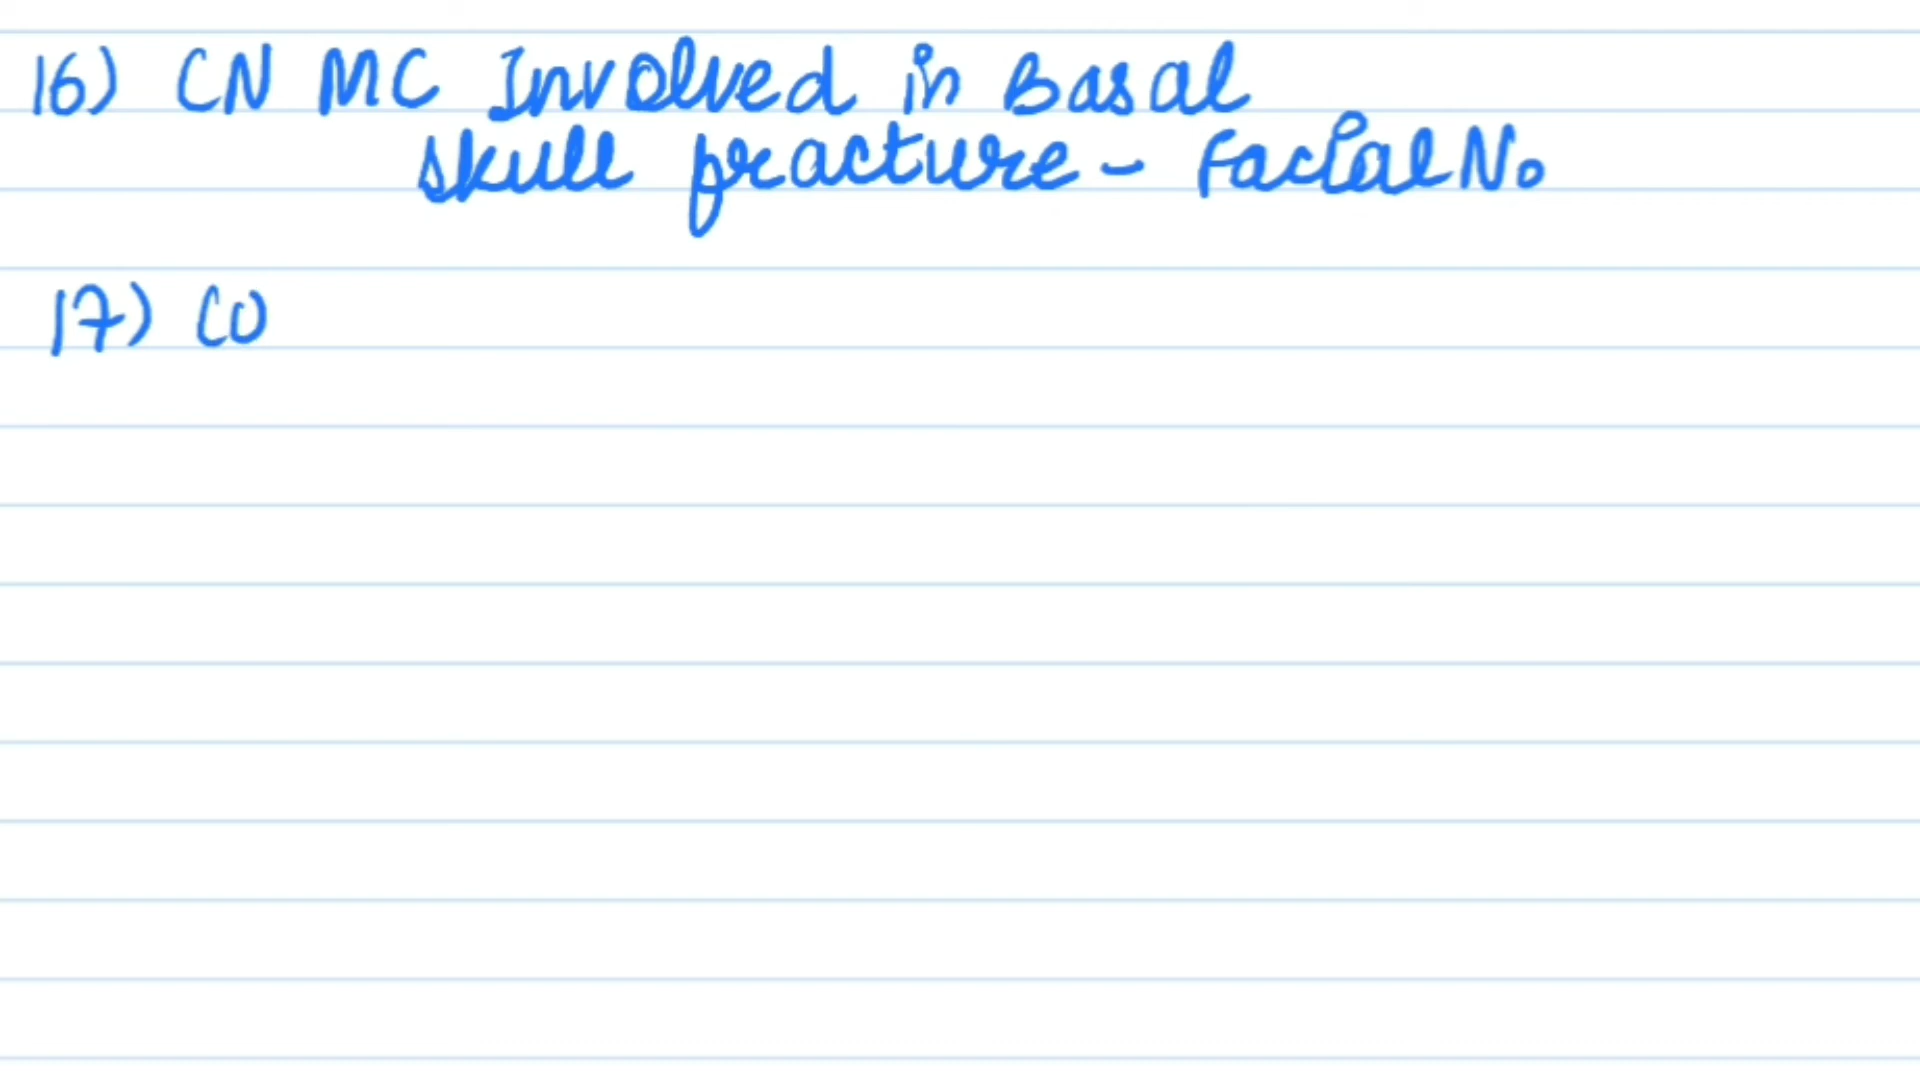 16) CN MC Involved in Basal
skull fracture - Facial N.
17) CO